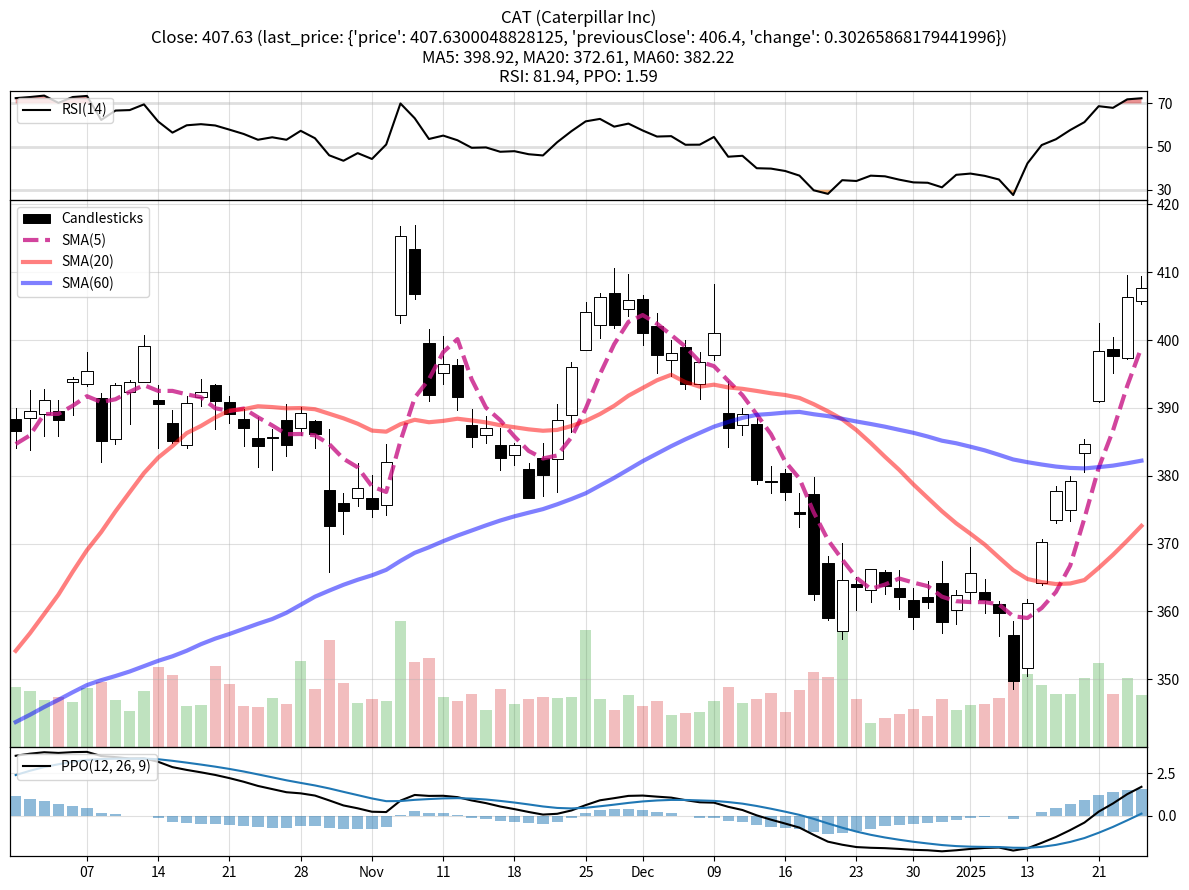 CAT (Caterpillar Inc)
Close: 407.63 (last_price: {'price': 407.6300048828125, 'previousClose': 406.4, 'change': 0.30265868179441996})
MA5: 398.92, MA20: 372.61, MA60: 382.22
RSI: 81.94, PPO: 1.59
RSI(14)
70
50
30
Candlesticks
SMA(5)
SMA(20)
SMA(60)
420
410
400
390
380
370
360
350
PPO(12, 26, 9)
2.5
0.0
07 14 21 28 Nov 11 18 25 Dec 09 16 23 30 2025 13 21